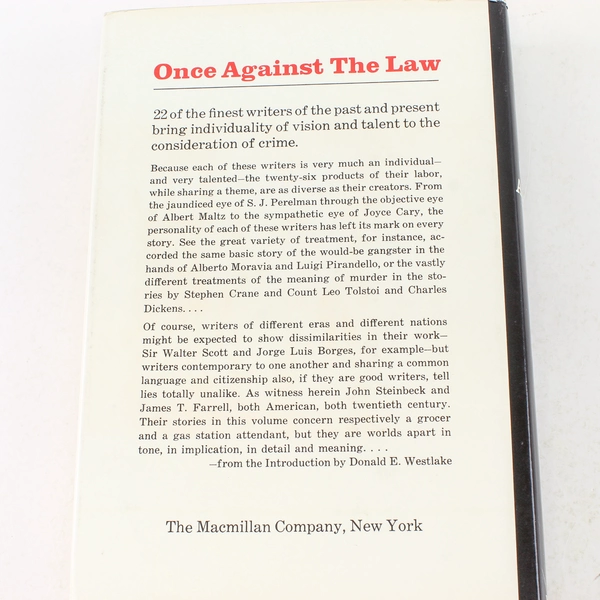 Once Against The Law
22 of the finest writers of the past and present
bring individuality of vision and talent to the
consideration of crime.
Because each of these writers is very much an individual—
and very talented—the twenty-six products of their labor,
while sharing a theme, are as diverse as their creators. From
the jaundiced eye of S. J. Perelman through the objective eye
of Albert Maltz to the sympathetic eye of Joyce Cary, the
personality of each of these writers has left its mark on every
story. See the great variety of treatment, for instance, ac-
corded the same basic story of the would-be gangster in the
hands of Alberto Moravia and Luigi Pirandello, or the vastly
different treatments of the meaning of murder in the sto-
ries by Stephen Crane and Count Leo Tolstoi and Charles
Dickens. . . .
Of course, writers of different eras and different nations
might be expected to show dissimilarities in their work—
Sir Walter Scott and Jorge Luis Borges, for example—but
writers contemporary to one another and sharing a common
language and citizenship also, if they are good writers, tell
lies totally unalike. As witness herein John Steinbeck and
James T. Farrell, both American, both twentieth century.
Their stories in this volume concern respectively a grocer
and a gas station attendant, but they are worlds apart in
tone, in implication, in detail and meaning. . . .
—from the Introduction by Donald E. Westlake
The Macmillan Company, New York